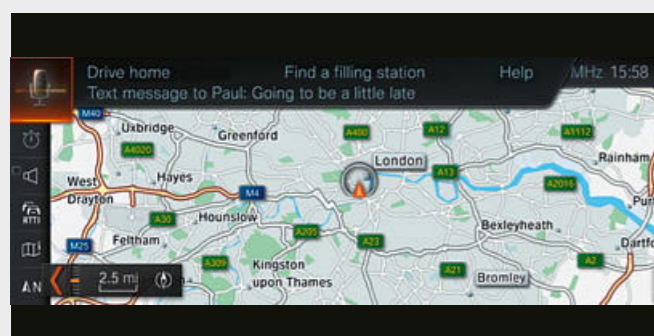 Drive home Find a filling station Help MHz 15:58
Text message to Paul: Going to be a little late
M40
Uxbridge
Greenford
A400
A12
A1112
A4020
London
Rainham
West
Drayton
Hayes
M4
A13
A2016
A30
Hounslow
Bexleyheath
M25
Feltham
A205
A23
A309
Kingston
upon Thames
A21
A2
Bromley
RTTI
2.5 mi
N